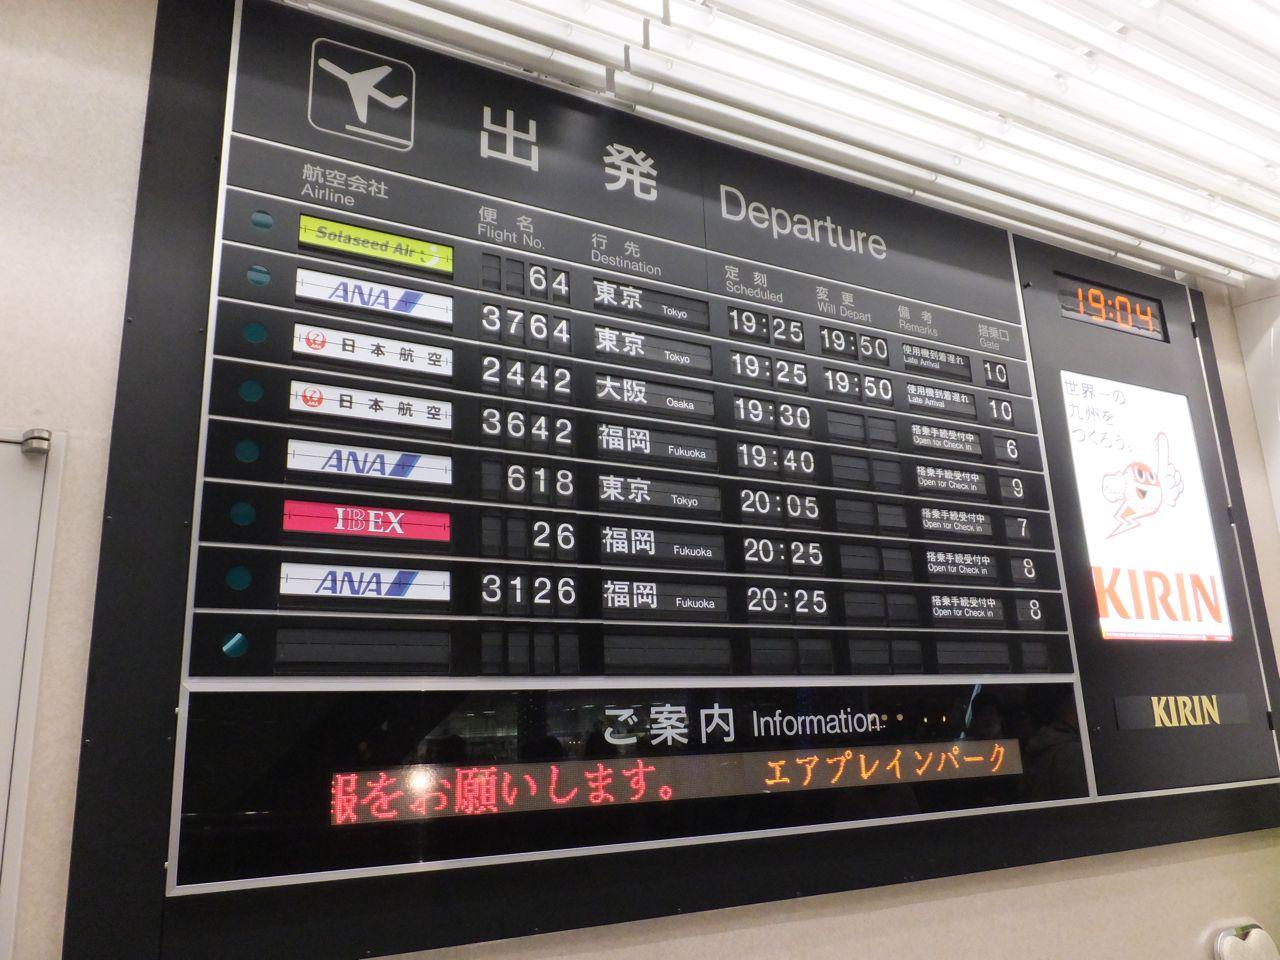 出発 Departure
航空会社 Airline 便名 Flight No. 行先 Destination 定刻 Scheduled 変更 Will Depart 備考 Remarks 搭乗口 Gate
Solaseed Air 64 東京 Tokyo 19:25 19:50 使用機到着遅れ Late Arrival 10
ANA 3764 東京 Tokyo 19:25 19:50 使用機到着遅れ Late Arrival 10
日本航空 2442 大阪 Osaka 19:30 搭乗手続受付中 Open for Check in 6
日本航空 3642 福岡 Fukuoka 19:40 搭乗手続受付中 Open for Check in 9
ANA 618 東京 Tokyo 20:05 搭乗手続受付中 Open for Check in 7
IBEX 26 福岡 Fukuoka 20:25 搭乗手続受付中 Open for Check in 8
ANA 3126 福岡 Fukuoka 20:25 搭乗手続受付中 Open for Check in 8
ご案内 Information
報をお願いします。 エアプレインパーク
19:04
世界一の
九州を
つくろう。
KIRIN
KIRIN